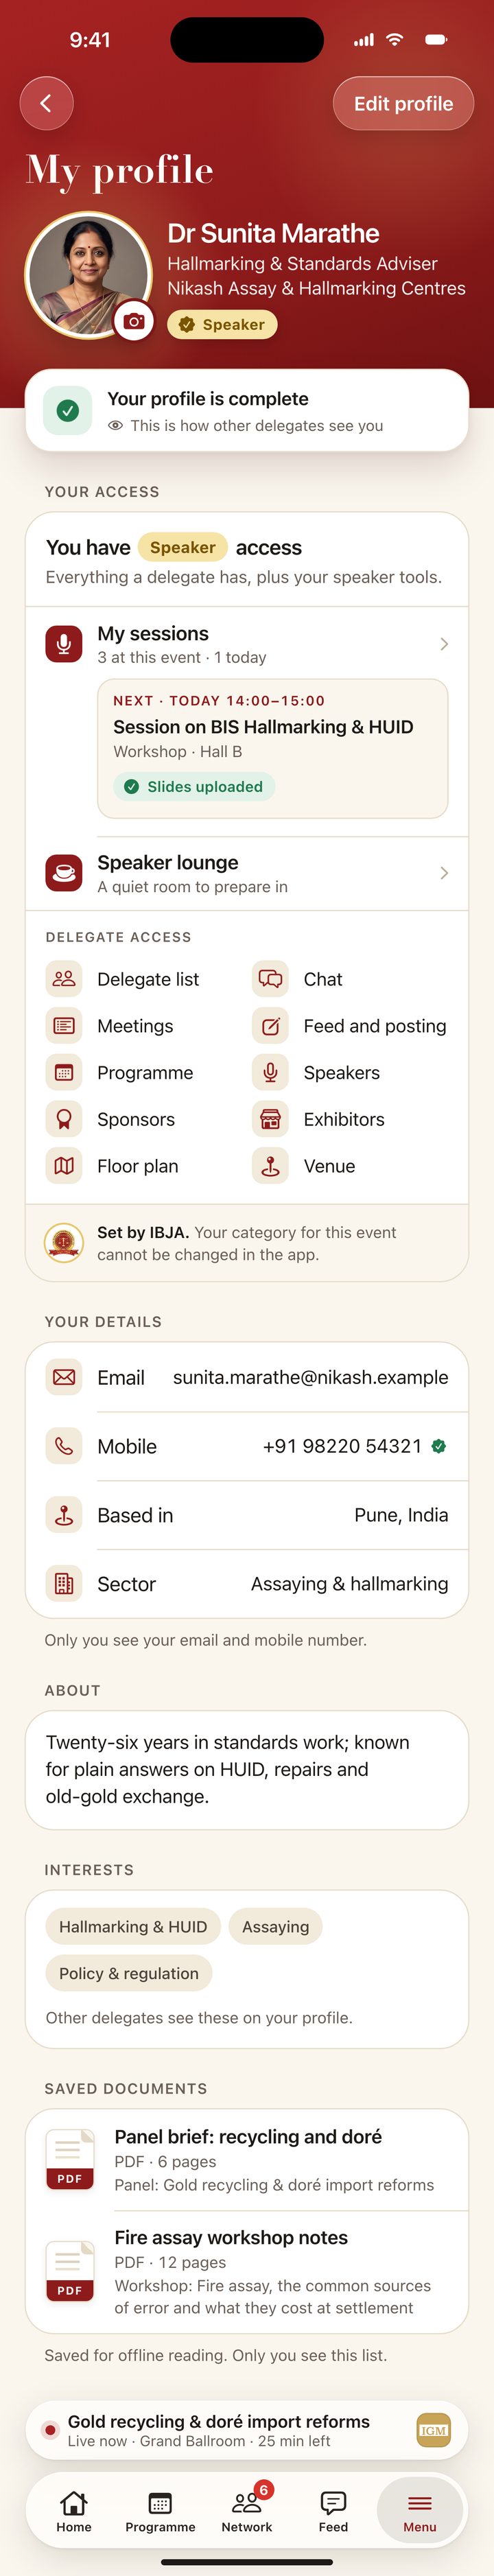 9:41
Edit profile
My profile
Dr Sunita Marathe
Hallmarking & Standards Adviser
Nikash Assay & Hallmarking Centres
Speaker
Your profile is complete
This is how other delegates see you
YOUR ACCESS
You have Speaker access
Everything a delegate has, plus your speaker tools.
My sessions
3 at this event · 1 today
NEXT · TODAY 14:00–15:00
Session on BIS Hallmarking & HUID
Workshop · Hall B
Slides uploaded
Speaker lounge
A quiet room to prepare in
DELEGATE ACCESS
Delegate list
Chat
Meetings
Feed and posting
Programme
Speakers
Sponsors
Exhibitors
Floor plan
Venue
Set by IBJA. Your category for this event
cannot be changed in the app.
YOUR DETAILS
Email sunita.marathe@nikash.example
Mobile +91 98220 54321
Based in Pune, India
Sector Assaying & hallmarking
Only you see your email and mobile number.
ABOUT
Twenty-six years in standards work; known
for plain answers on HUID, repairs and
old-gold exchange.
INTERESTS
Hallmarking & HUID
Assaying
Policy & regulation
Other delegates see these on your profile.
SAVED DOCUMENTS
PDF
Panel brief: recycling and doré
PDF · 6 pages
Panel: Gold recycling & doré import reforms
PDF
Fire assay workshop notes
PDF · 12 pages
Workshop: Fire assay, the common sources
of error and what they cost at settlement
Saved for offline reading. Only you see this list.
Gold recycling & doré import reforms
Live now · Grand Ballroom · 25 min left
IGM
6
Home
Programme
Network
Feed
Menu